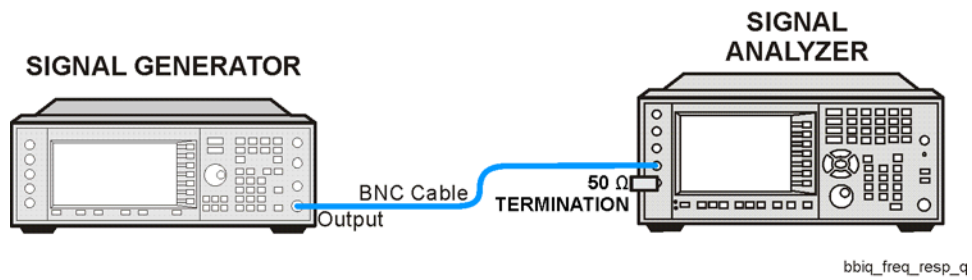 SIGNAL GENERATOR
SIGNAL
ANALYZER
BNC Cable
Output
50 Ω
TERMINATION
bbiq_freq_resp_q